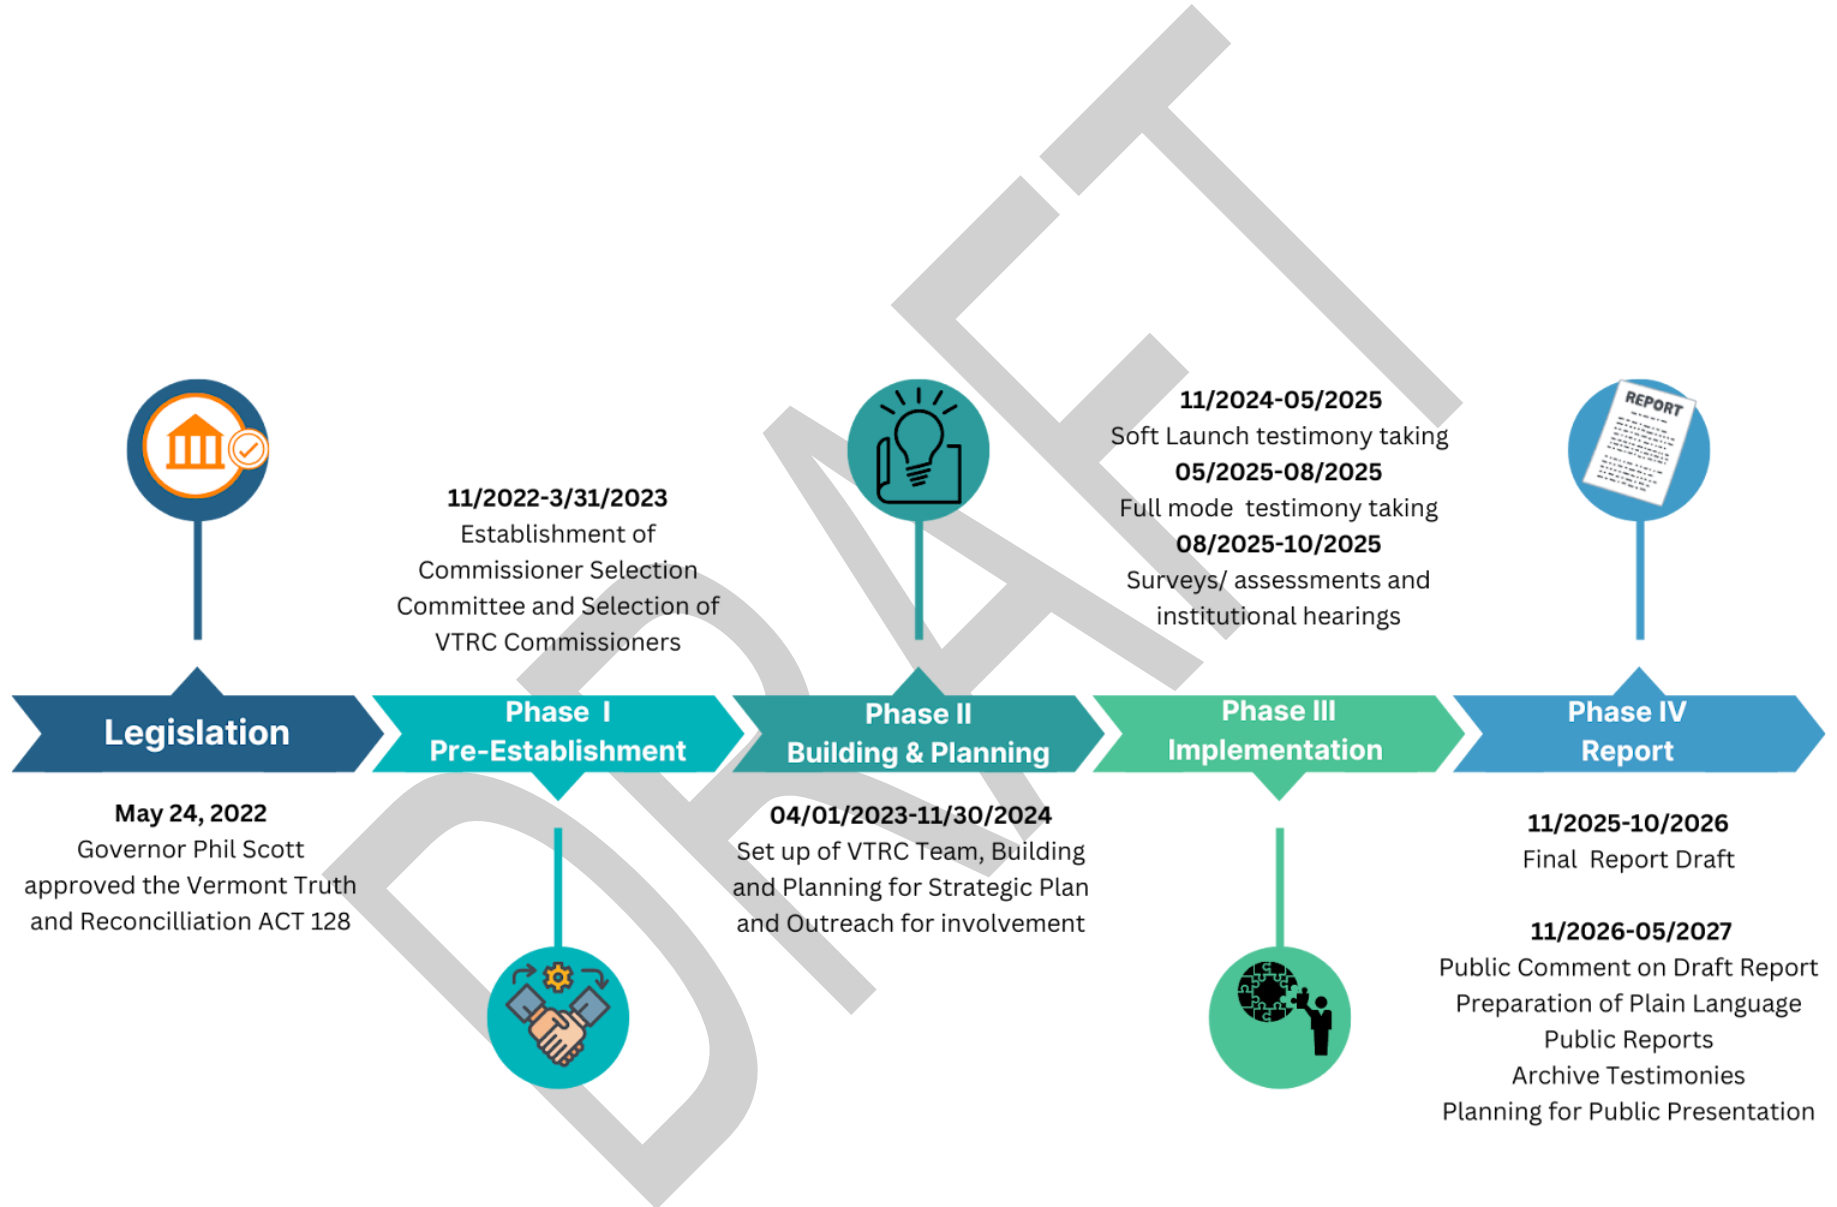 DRAFT
REPORT
Legislation
May 24, 2022
Governor Phil Scott
approved the Vermont Truth
and Reconcilliation ACT 128
11/2022-3/31/2023
Establishment of
Commissioner Selection
Committee and Selection of
VTRC Commissioners
Phase I
Pre-Establishment
Phase II
Building & Planning
04/01/2023-11/30/2024
Set up of VTRC Team, Building
and Planning for Strategic Plan
and Outreach for involvement
11/2024-05/2025
Soft Launch testimony taking
05/2025-08/2025
Full mode testimony taking
08/2025-10/2025
Surveys/ assessments and
institutional hearings
Phase III
Implementation
Phase IV
Report
11/2025-10/2026
Final Report Draft
11/2026-05/2027
Public Comment on Draft Report
Preparation of Plain Language
Public Reports
Archive Testimonies
Planning for Public Presentation